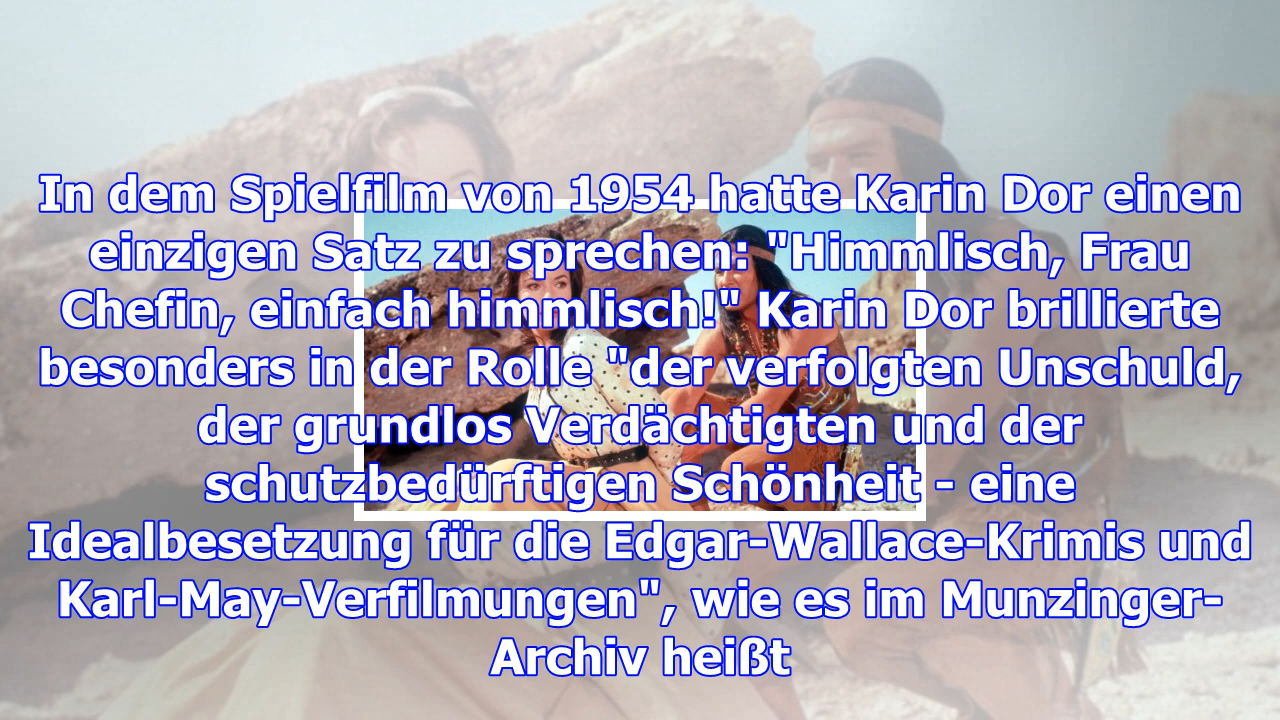 In dem Spielfilm von 1954 hatte Karin Dor einen
einzigen Satz zu sprechen: "Himmlisch, Frau
Chefin, einfach himmlisch!" Karin Dor brillierte
besonders in der Rolle "der verfolgten Unschuld,
der grundlos Verdächtigten und der
schutzbedürftigen Schönheit - eine
Idealbesetzung für die Edgar-Wallace-Krimis und
Karl-May-Verfilmungen", wie es im Munzinger-
Archiv heißt